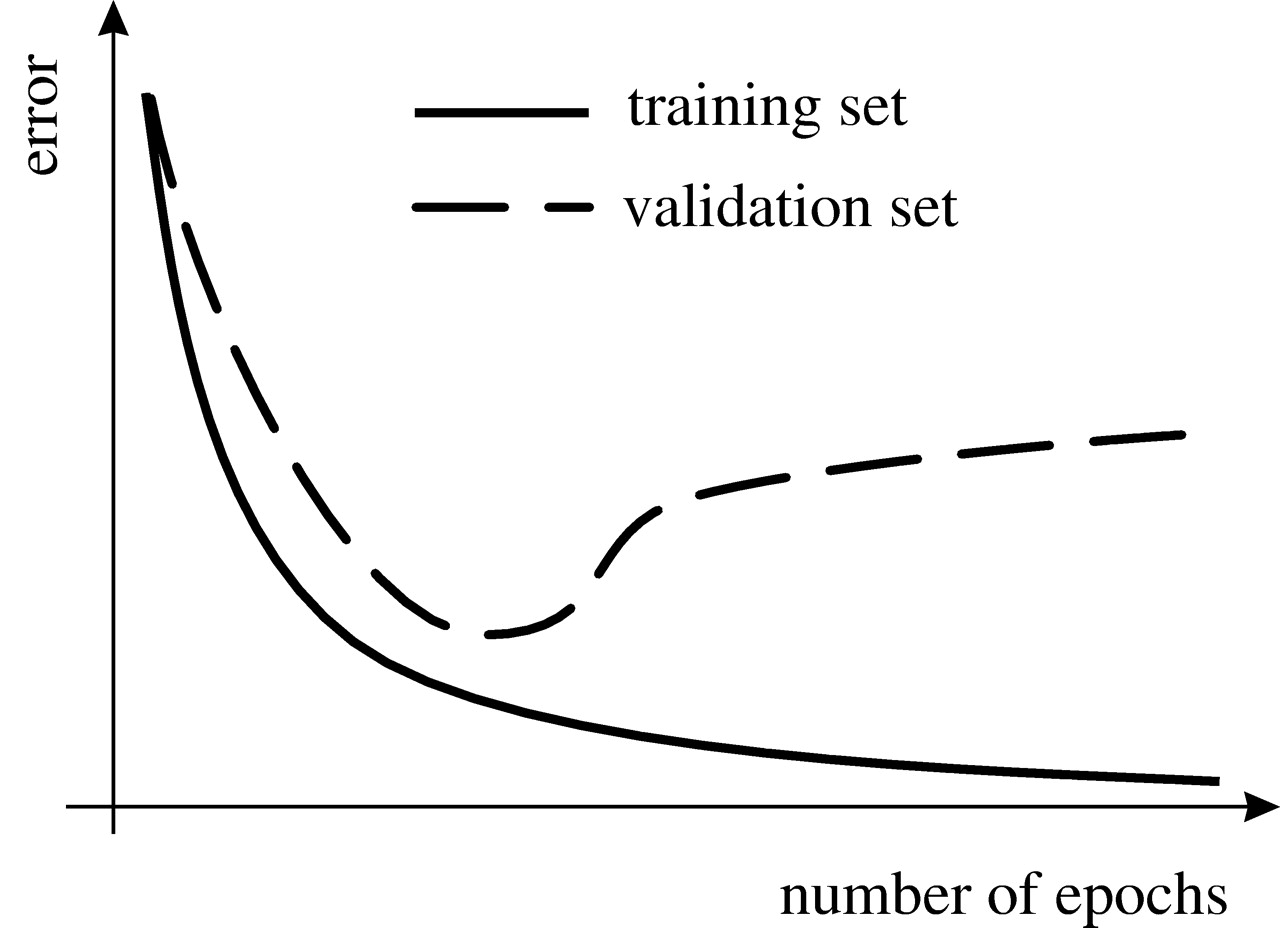 error
training set
validation set
number of epochs